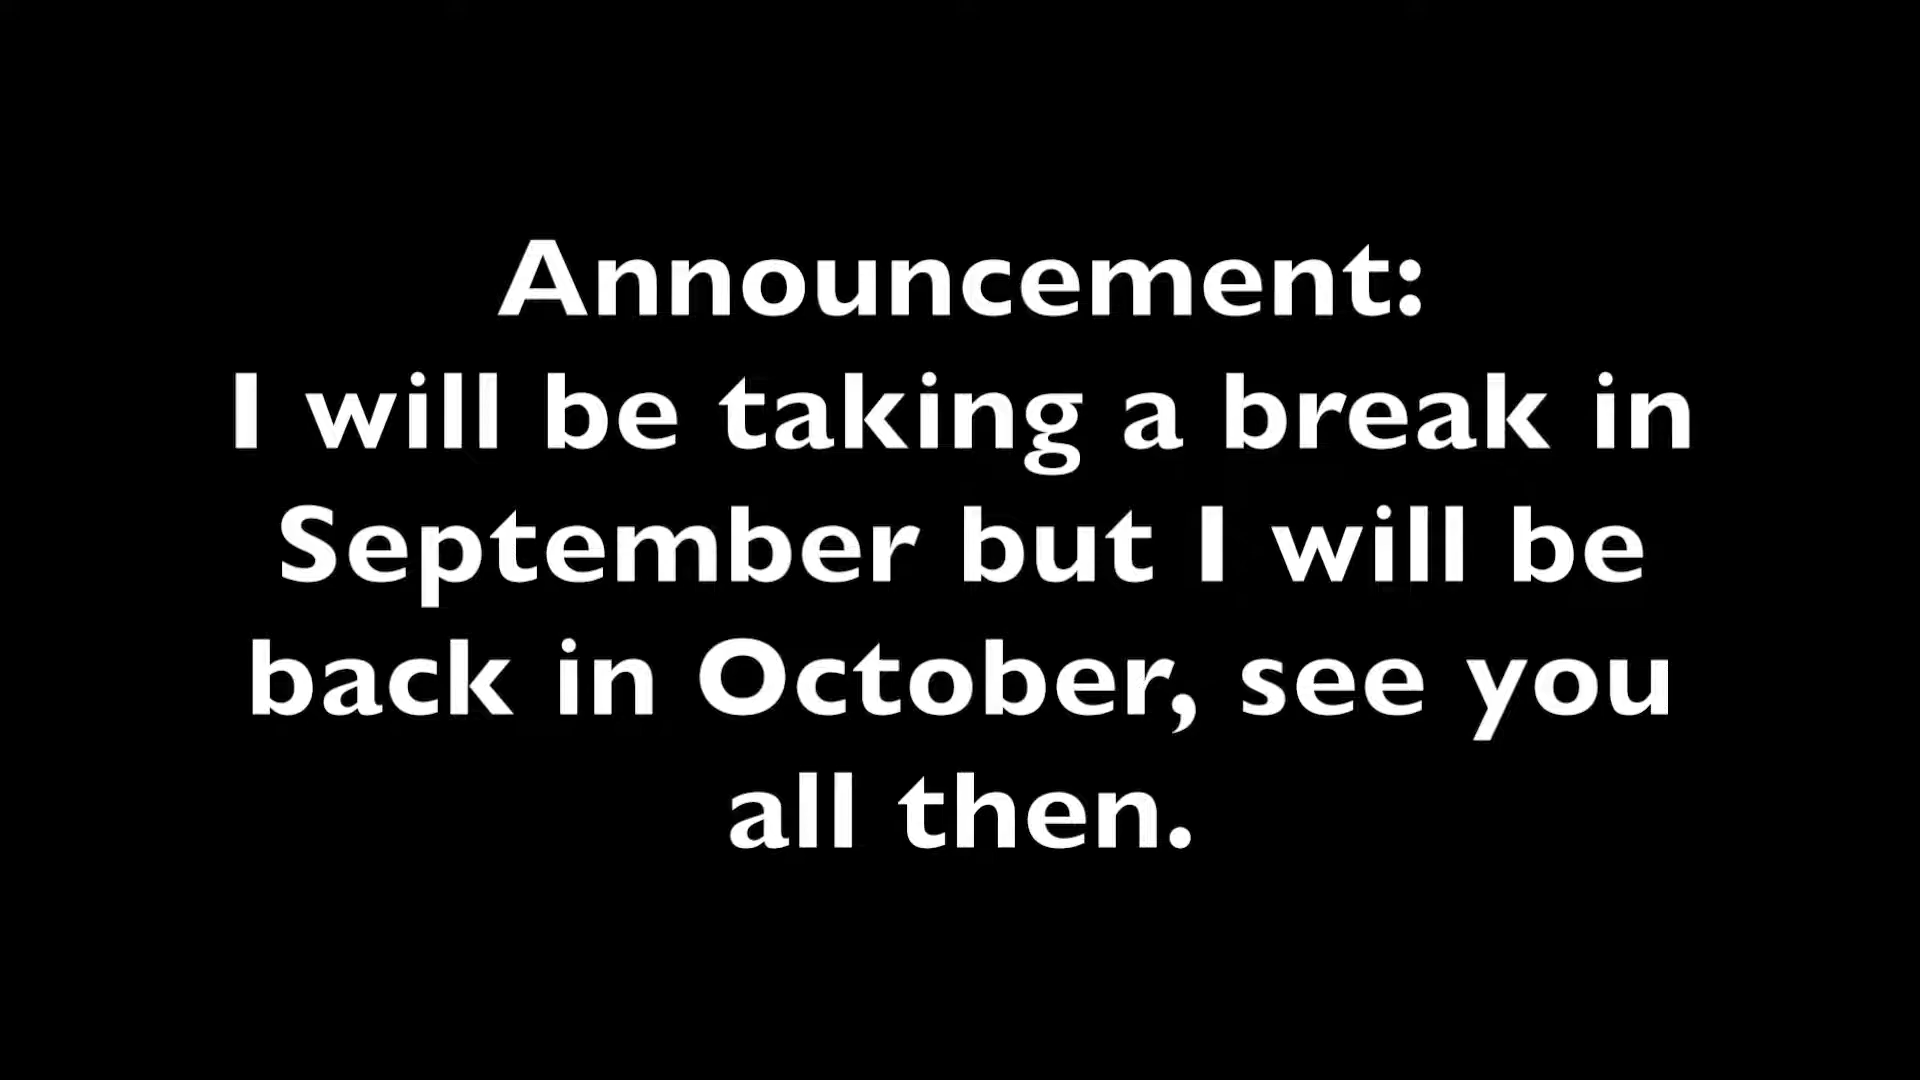 Announcement:
I will be taking a break in
September but I will be
back in October, see you
all then.